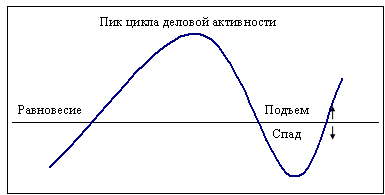 Пик цикла деловой активности
Равновесие
Подъем
Спад